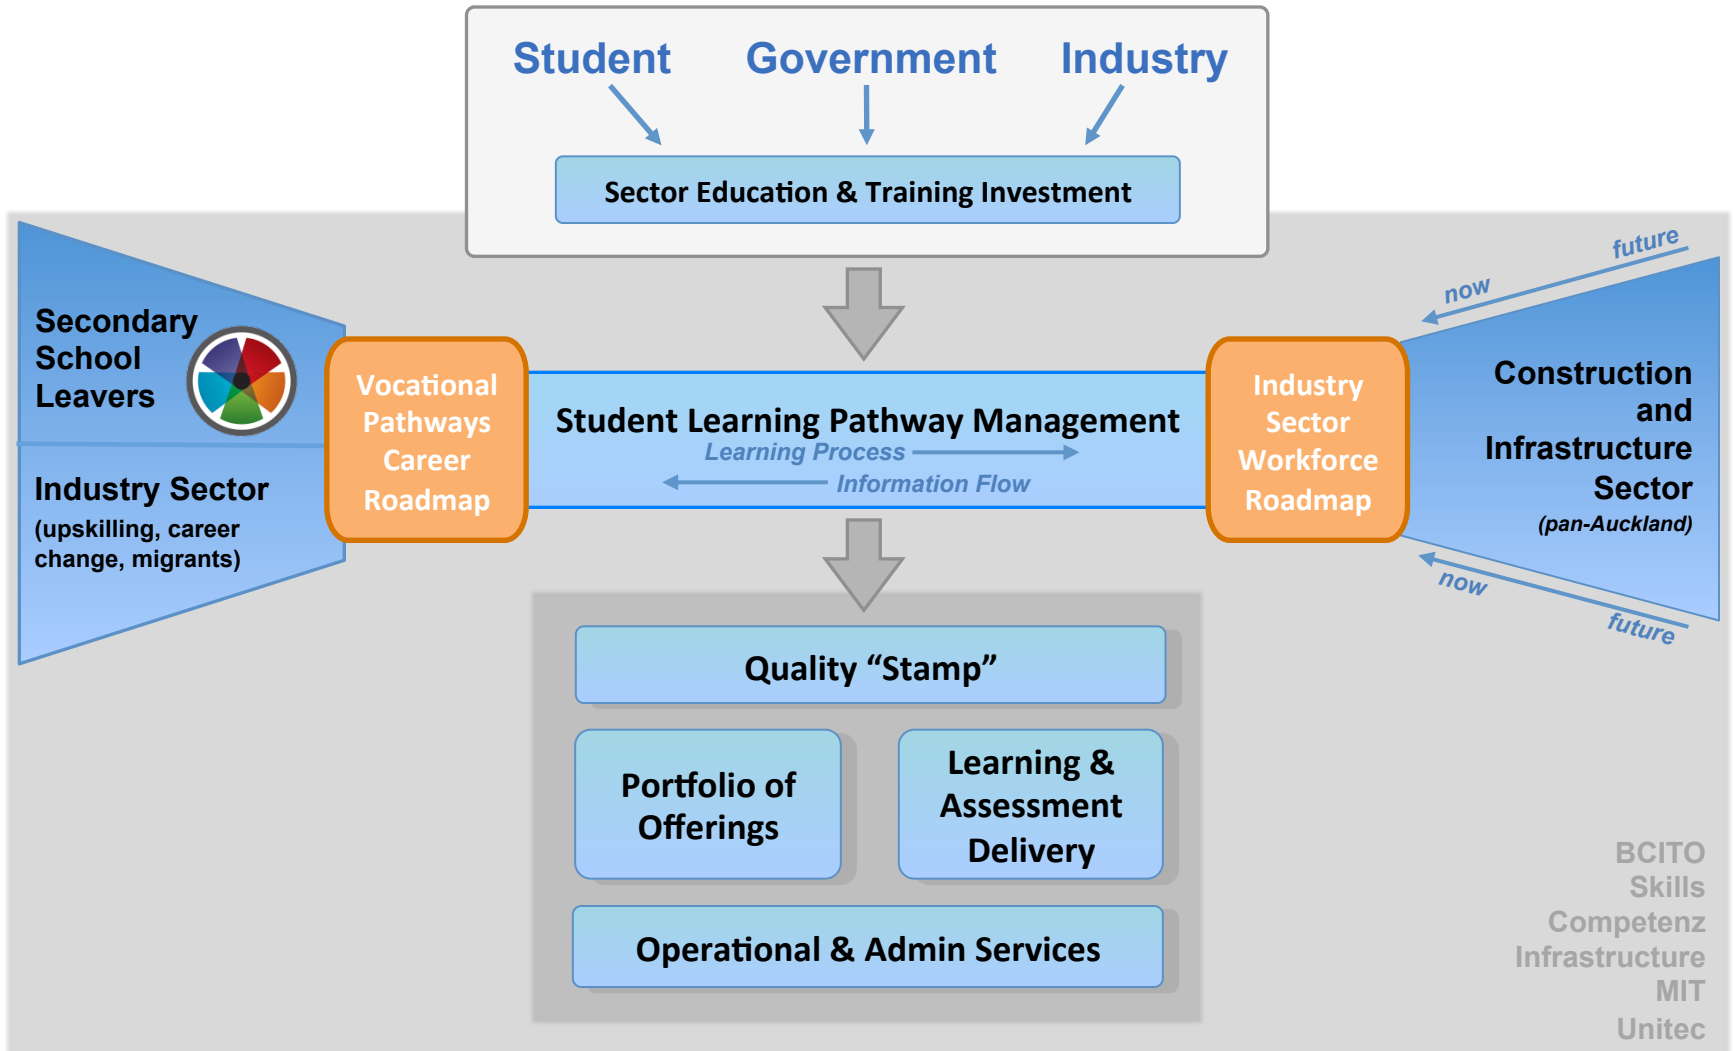 Student Government Industry
Sector Education & Training Investment
future
now
Secondary
School
Leavers
Industry Sector
(upskilling, career
change, migrants)
Vocational
Pathways
Career
Roadmap
Student Learning Pathway Management
Learning Process
Information Flow
Industry
Sector
Workforce
Roadmap
Construction
and
Infrastructure
Sector
(pan-Auckland)
now
future
Quality “Stamp”
Portfolio of
Offerings
Learning &
Assessment
Delivery
Operational & Admin Services
BCITO
Skills
Competenz
Infrastructure
MIT
Unitec